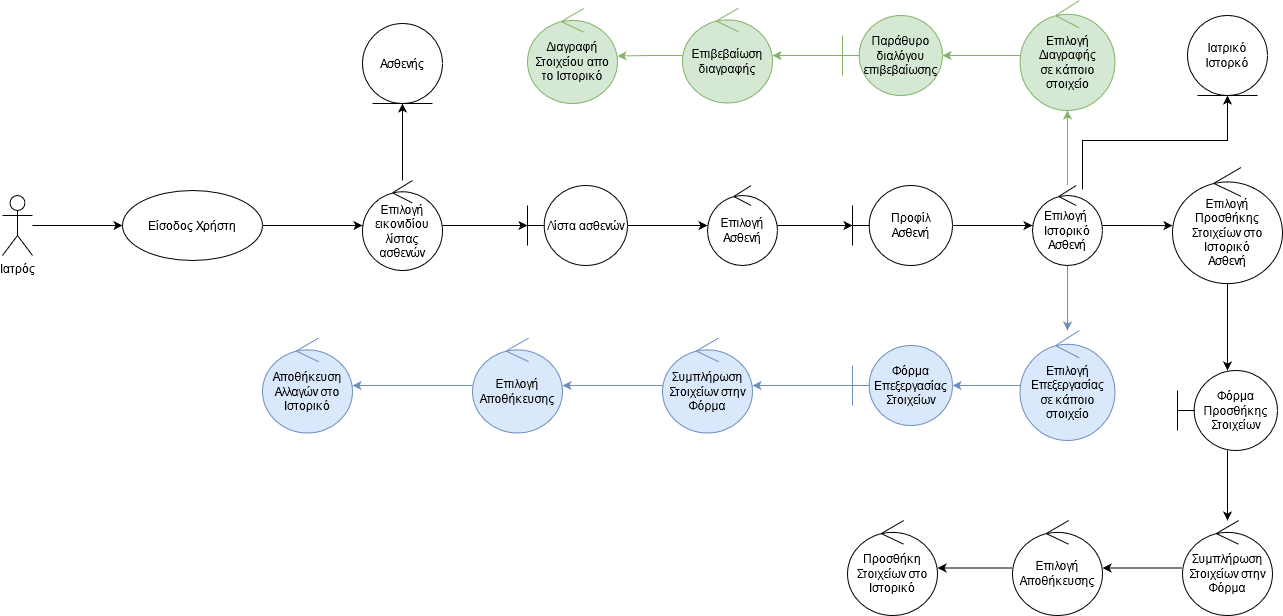 Ασθενής
Διαγραφή
Στοιχείου απο
το Ιστορικό
Επιβεβαίωση
διαγραφής
Παράθυρο
διαλόγου
επιβεβαίωσης
Επιλογή
Διαγραφής
σε κάποιο
στοιχείο
Ιατρικό
Ιστορκό
Ιατρός
Είσοδος Χρήστη
Επιλογή
εικονιδίου
λίστας
ασθενών
Λίστα ασθενών
Επιλογή
Ασθενή
Προφίλ
Ασθενή
Επιλογή
Ιστορικό
Ασθενή
Επιλογή
Προσθήκης
Στοιχείων στο
Ιστορικό
Ασθενή
Αποθήκευση
Αλλαγών στο
Ιστορικό
Επιλογή
Αποθήκευσης
Συμπλήρωση
Στοιχείων στην
Φόρμα
Φόρμα
Επεξεργασίας
Στοιχείων
Επιλογή
Επεξεργασίας
σε κάποιο
στοιχείο
Φόρμα
Προσθήκης
Στοιχείων
Προσθήκη
Στοιχείων στο
Ιστορικό
Επιλογή
Αποθήκευσης
Συμπλήρωση
Στοιχείων στην
Φόρμα